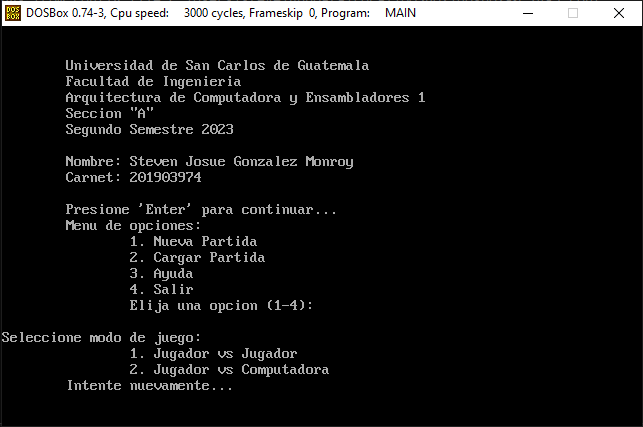 DOS BOX DOSBox 0.74-3, Cpu speed: 3000 cycles, Frameskip 0, Program: MAIN
Universidad de San Carlos de Guatemala
Facultad de Ingenieria
Arquitectura de Computadora y Ensambladores 1
Seccion "A"
Segundo Semestre 2023
Nombre: Steven Josue Gonzalez Monroy
Carnet: 201903974
Presione 'Enter' para continuar...
Menu de opciones:
1. Nueva Partida
2. Cargar Partida
3. Ayuda
4. Salir
Elija una opcion (1-4):
Seleccione modo de juego:
1. Jugador vs Jugador
2. Jugador vs Computadora
Intente nuevamente...